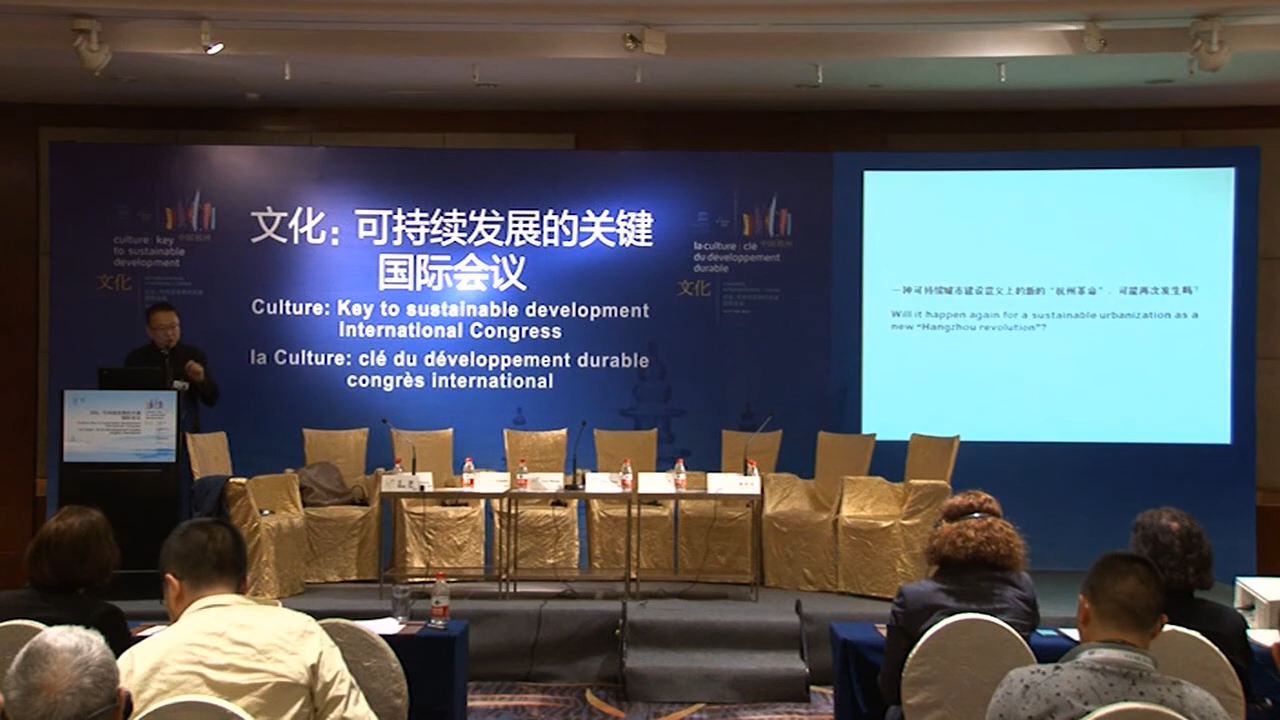 文化：可持续发展的关键
国际会议
Culture: Key to sustainable development
International Congress
la Culture: clé du développement durable
congrès international
culture: key
to sustainable
development
文化
la culture : clé
du développement
durable
文化
一种可持续城市建设意义上的新的“杭州革命”，可能再次发生吗？
Will it happen again for a sustainable urbanization as a
new “Hangzhou revolution”?